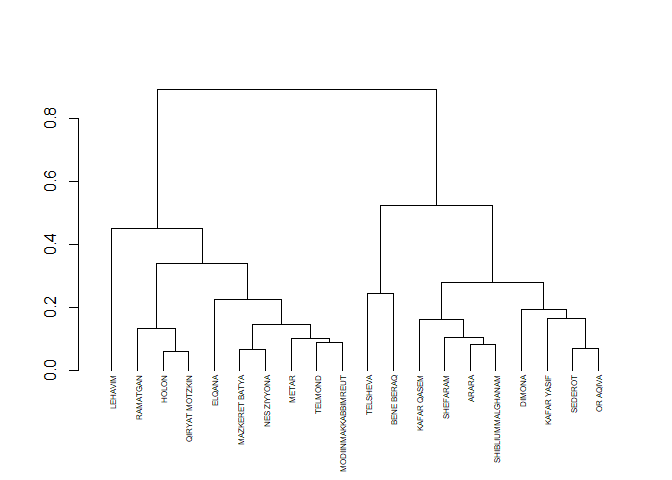 0.8
0.6
0.4
0.2
0.0
LEHAVIM
RAMATGAN
HOLON
QIRYAT MOTZKIN
ELQANA
MAZKERET BATYA
NES ZIYYONA
METAR
TELMOND
MODIINMAKKABBIMREUT
TELSHEVA
BENE BERAQ
KAFAR QASEM
SHEFARAM
ARARA
SHIBLIUMMALGHANAM
DIMONA
KAFAR YASIF
SEDEROT
OR AQIVA